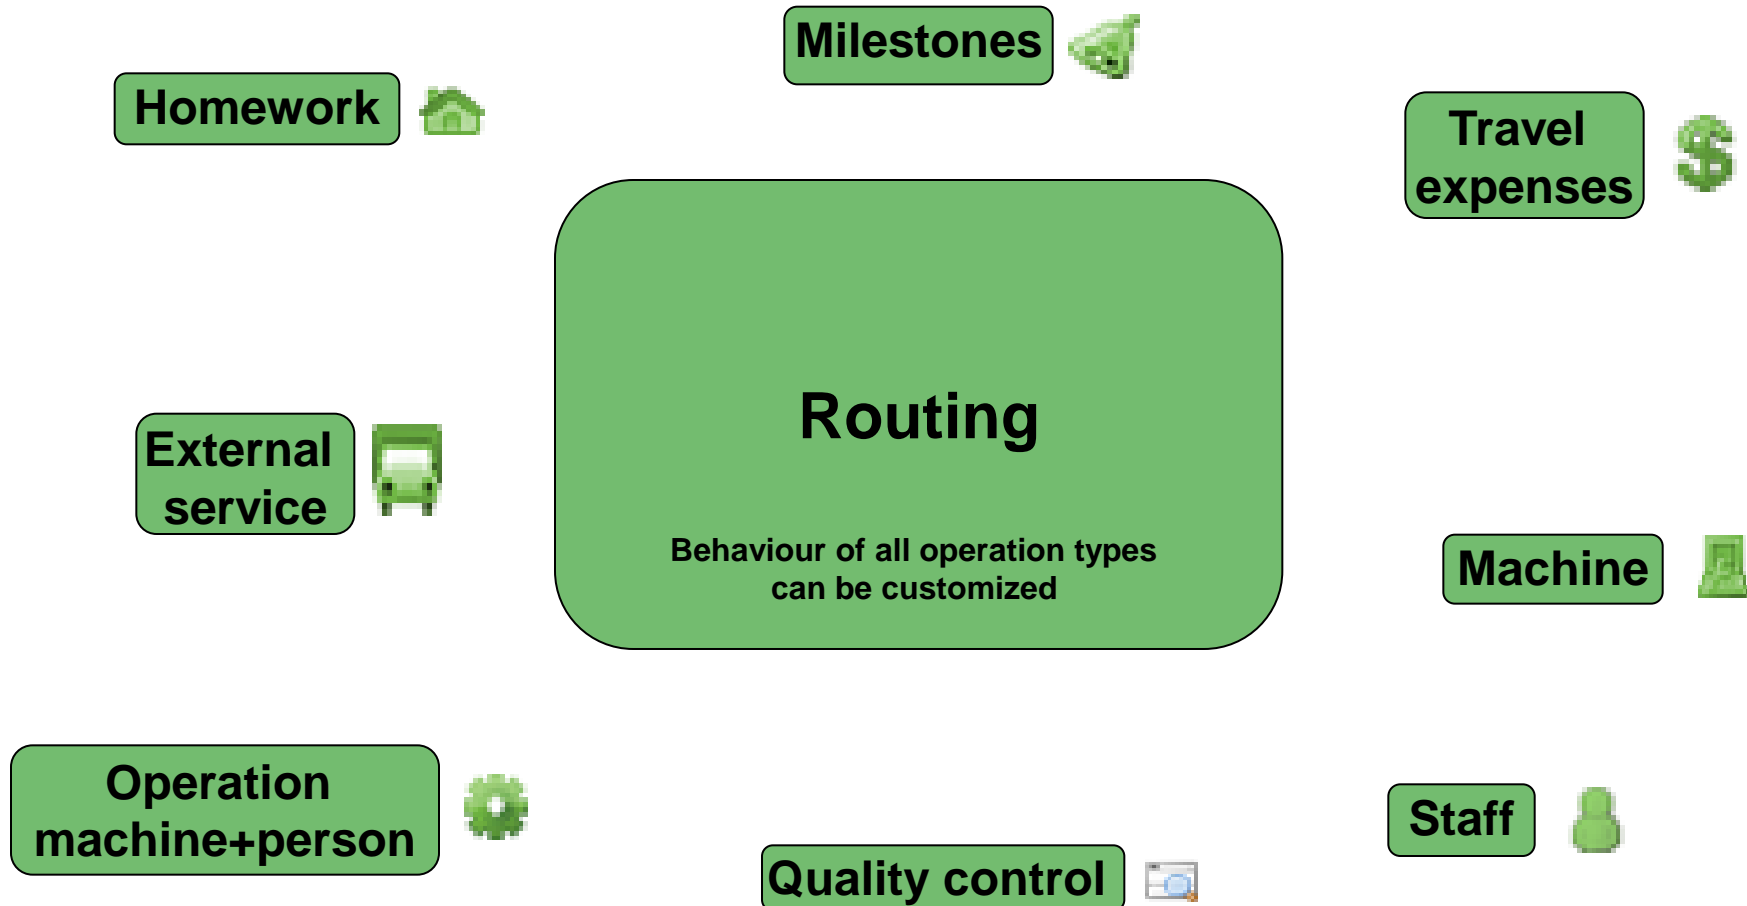 Milestones
Homework
Travel
expenses
Routing
External
service
Behaviour of all operation types
can be customized
Machine
Operation
machine+person
Staff
Quality control